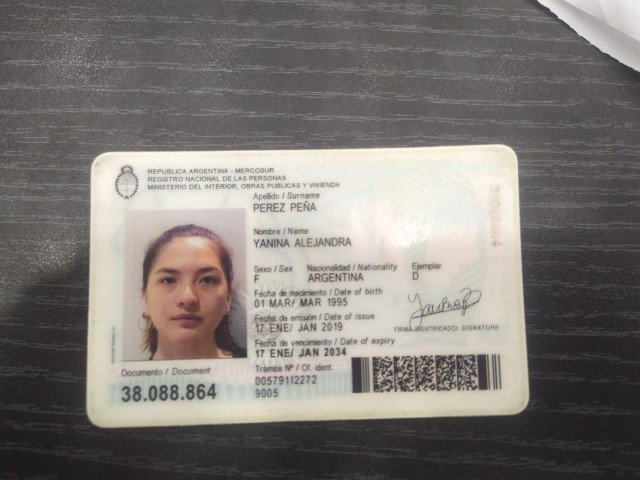 REPUBLICA ARGENTINA - MERCOSUR
REGISTRO NACIONAL DE LAS PERSONAS
MINISTERIO DEL INTERIOR, OBRAS PUBLICAS Y VIVIENDA
Apellido / Surname
PEREZ PEÑA
Nombre / Name
YANINA ALEJANDRA
Sexo / Sex Nacionalidad / Nationality Ejemplar
F ARGENTINA D
Fecha de nacimiento / Date of birth
01 MAR/ MAR 1995
Fecha de emisión / Date of issue
17 ENE/ JAN 2019
FIRMA IDENTIFICADO/ SIGNATURE
Fecha de vencimiento / Date of expiry
17 ENE/ JAN 2034
Documento / Document
38.088.864
Tramite Nº / Of. ident.
00579112272
9005